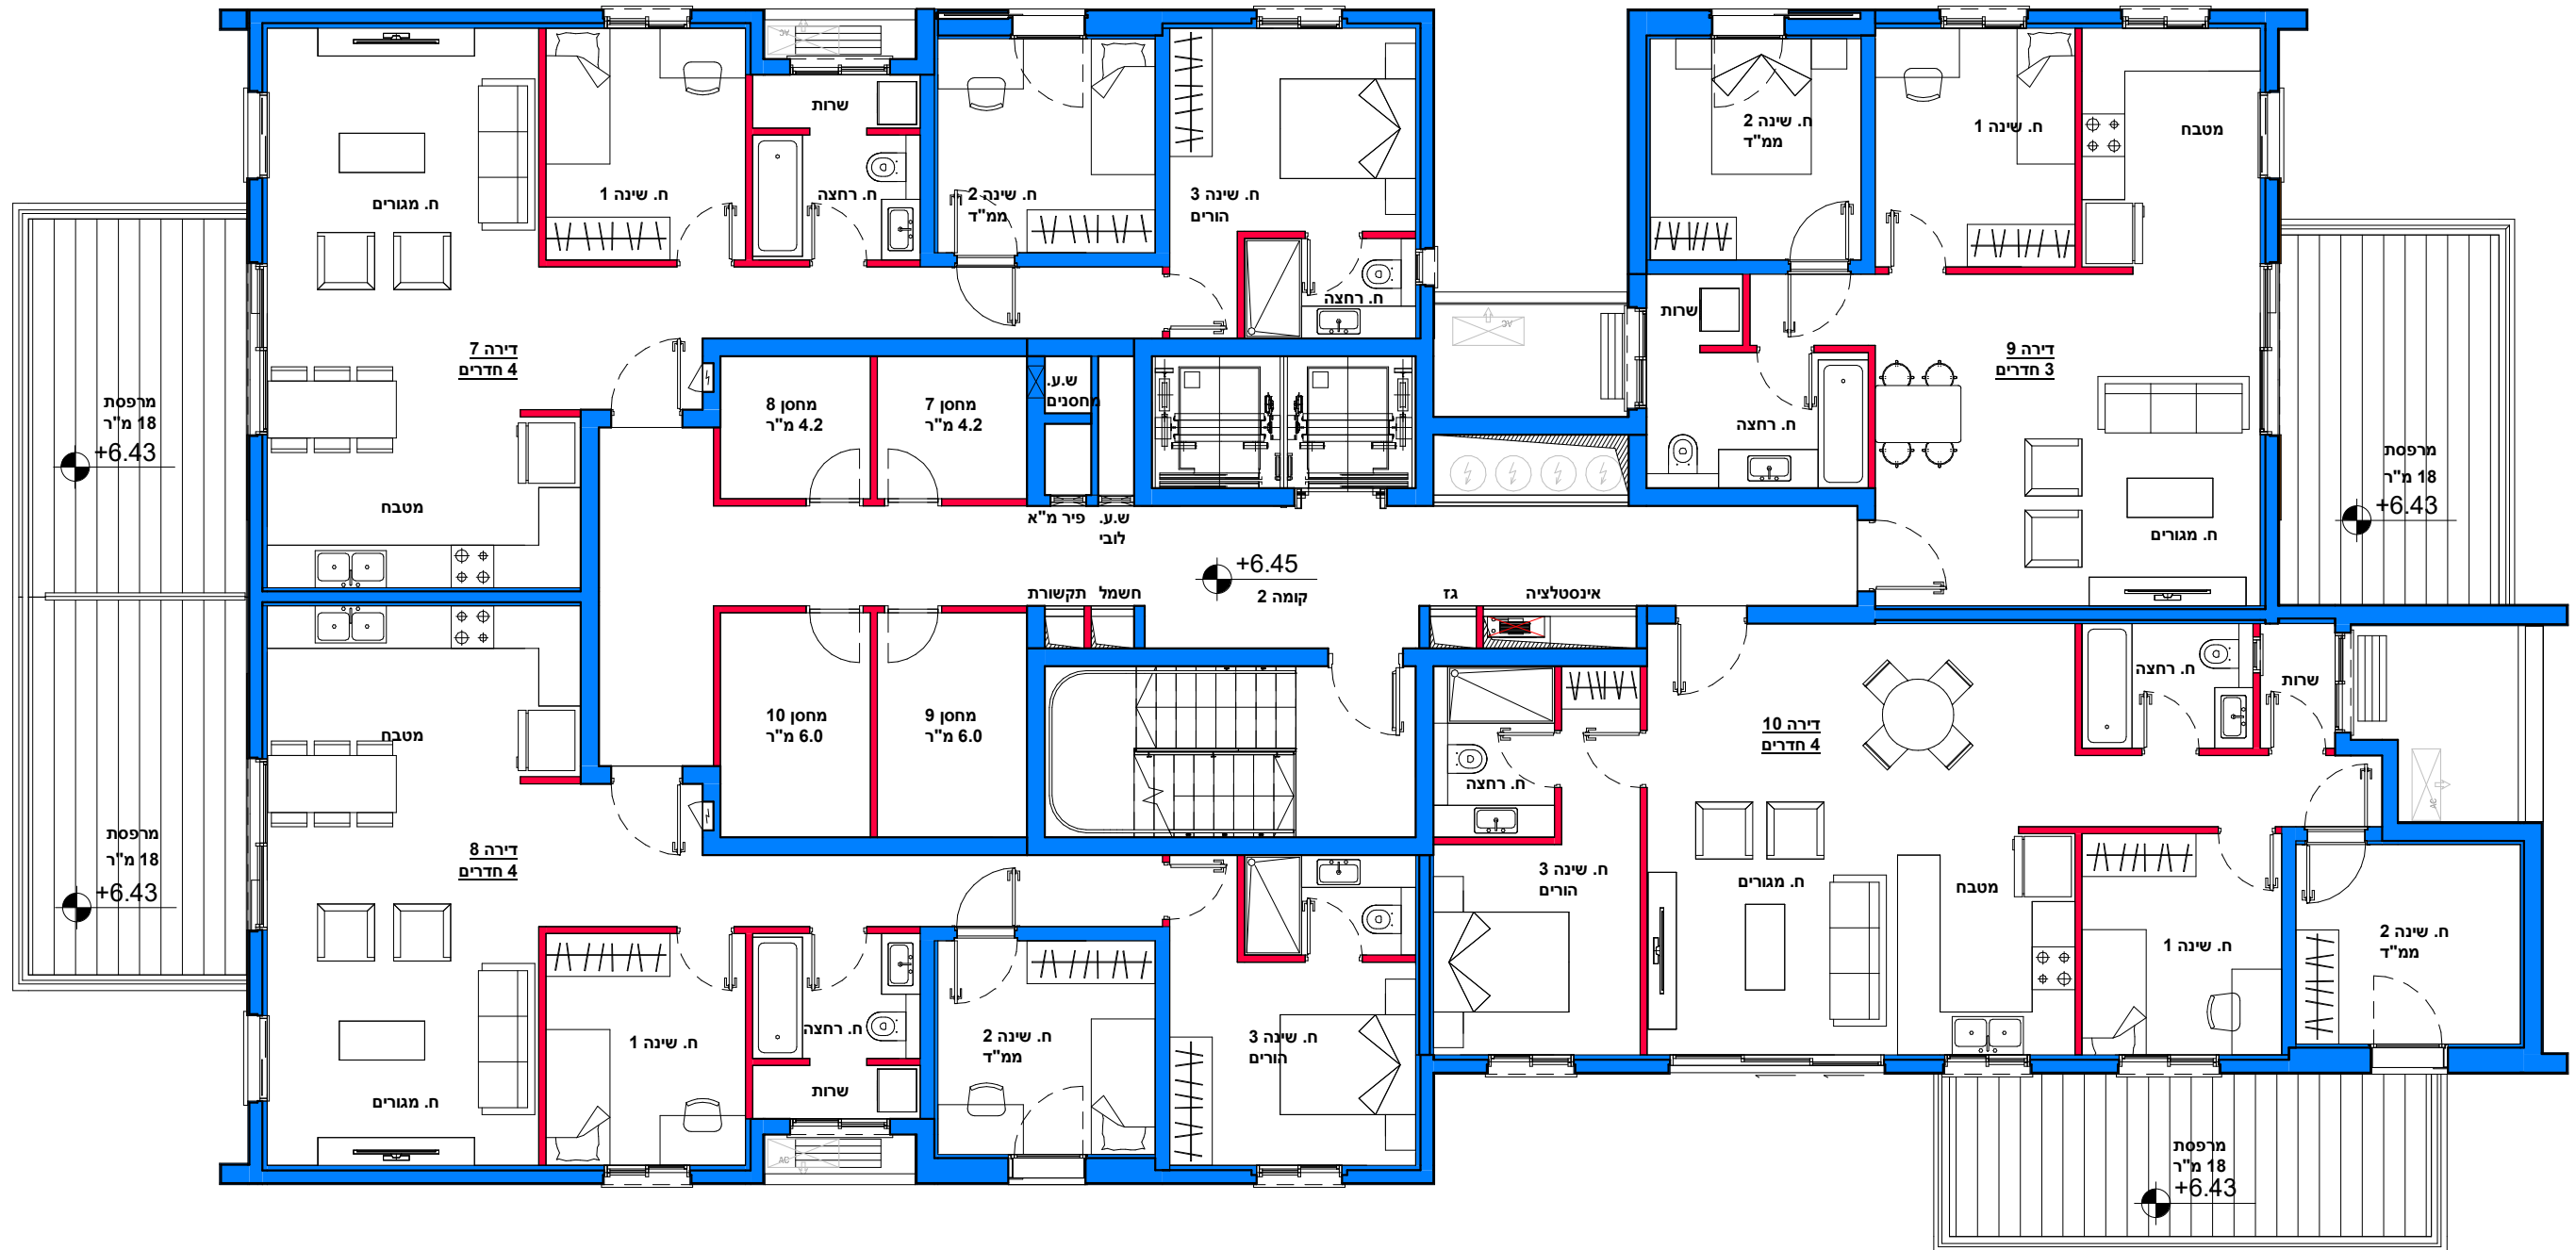 שרות
ח. שינה 1
ח. רחצה
ח. שינה 2
ממ"ד
ח. שינה 3
הורים
ח. רחצה
ח. מגורים
דירה 7
4 חדרים
מטבח
מרפסת
18 מ"ר
+6.43
ח. שינה 2
ממ"ד
ח. שינה 1
מטבח
שרות
ח. רחצה
דירה 9
3 חדרים
ח. מגורים
מרפסת
18 מ"ר
+6.43
מחסן 8
4.2 מ"ר
מחסן 7
4.2 מ"ר
ש.ע.
מחסנים
פיר מ"א
ש.ע.
לובי
+6.45
קומה 2
תקשורת
חשמל
גז
אינסטלציה
מחסן 10
6.0 מ"ר
מחסן 9
6.0 מ"ר
מטבח
דירה 8
4 חדרים
מרפסת
18 מ"ר
+6.43
ח. מגורים
ח. שינה 1
ח. רחצה
שרות
ח. שינה 2
ממ"ד
ח. שינה 3
הורים
ח. רחצה
ח. שינה 3
הורים
דירה 10
4 חדרים
ח. מגורים
מטבח
ח. רחצה
שרות
ח. שינה 1
ח. שינה 2
ממ"ד
מרפסת
18 מ"ר
+6.43
AC
AC
AC
AC